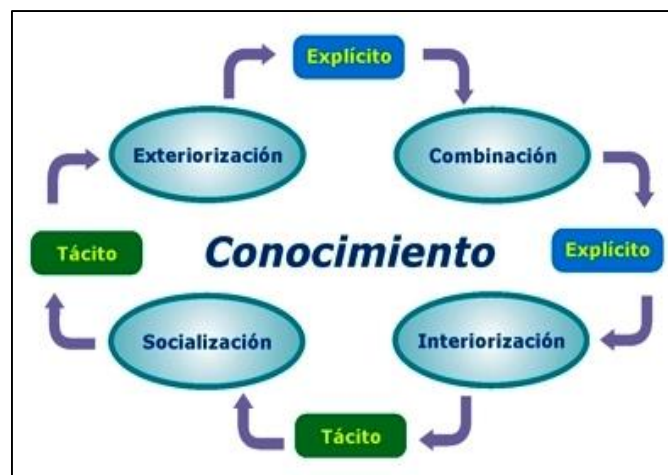 Explícito
Exteriorización
Combinación
Tácito
Conocimiento
Explícito
Socialización
Interiorización
Tácito